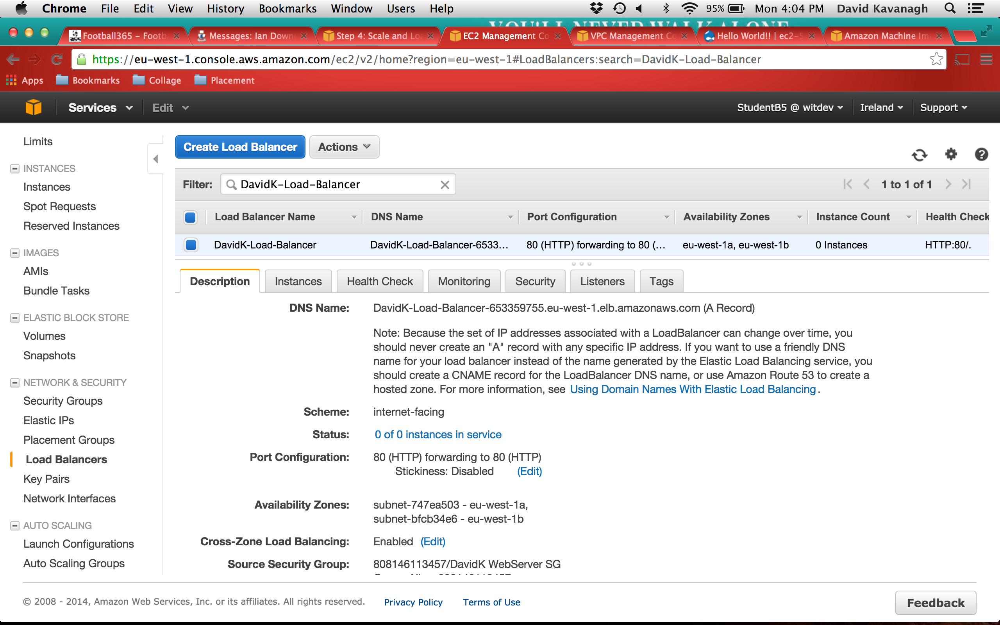 Chrome File Edit View History Bookmarks Window Users Help 95% Mon 4:04 PM David Kavanagh
YOU'LL NEVER WALK ALONE
Football365 – Footb Messages: Ian Down Step 4: Scale and Lo EC2 Management Co VPC Management Co Hello World!! | ec2-5 Amazon Machine Im
https://eu-west-1.console.aws.amazon.com/ec2/v2/home?region=eu-west-1#LoadBalancers:search=DavidK-Load-Balancer
Apps Bookmarks Collage Placement
Services Edit StudentB5 @ witdev Ireland Support
Limits
INSTANCES
Instances
Spot Requests
Reserved Instances
IMAGES
AMIs
Bundle Tasks
ELASTIC BLOCK STORE
Volumes
Snapshots
NETWORK & SECURITY
Security Groups
Elastic IPs
Placement Groups
Load Balancers
Key Pairs
Network Interfaces
AUTO SCALING
Launch Configurations
Auto Scaling Groups
Create Load Balancer Actions
Filter: DavidK-Load-Balancer 1 to 1 of 1
Load Balancer Name DNS Name Port Configuration Availability Zones Instance Count Health Check
DavidK-Load-Balancer DavidK-Load-Balancer-6533... 80 (HTTP) forwarding to 80 (... eu-west-1a, eu-west-1b 0 Instances HTTP:80/.
Description Instances Health Check Monitoring Security Listeners Tags
DNS Name: DavidK-Load-Balancer-653359755.eu-west-1.elb.amazonaws.com (A Record)
Note: Because the set of IP addresses associated with a LoadBalancer can change over time, you
should never create an "A" record with any specific IP address. If you want to use a friendly DNS
name for your load balancer instead of the name generated by the Elastic Load Balancing service, you
should create a CNAME record for the LoadBalancer DNS name, or use Amazon Route 53 to create a
hosted zone. For more information, see Using Domain Names With Elastic Load Balancing.
Scheme: internet-facing
Status: 0 of 0 instances in service
Port Configuration: 80 (HTTP) forwarding to 80 (HTTP)
Stickiness: Disabled (Edit)
Availability Zones: subnet-747ea503 - eu-west-1a,
subnet-bfcb34e6 - eu-west-1b
Cross-Zone Load Balancing: Enabled (Edit)
Source Security Group: 808146113457/DavidK WebServer SG
© 2008 - 2014, Amazon Web Services, Inc. or its affiliates. All rights reserved. Privacy Policy Terms of Use Feedback